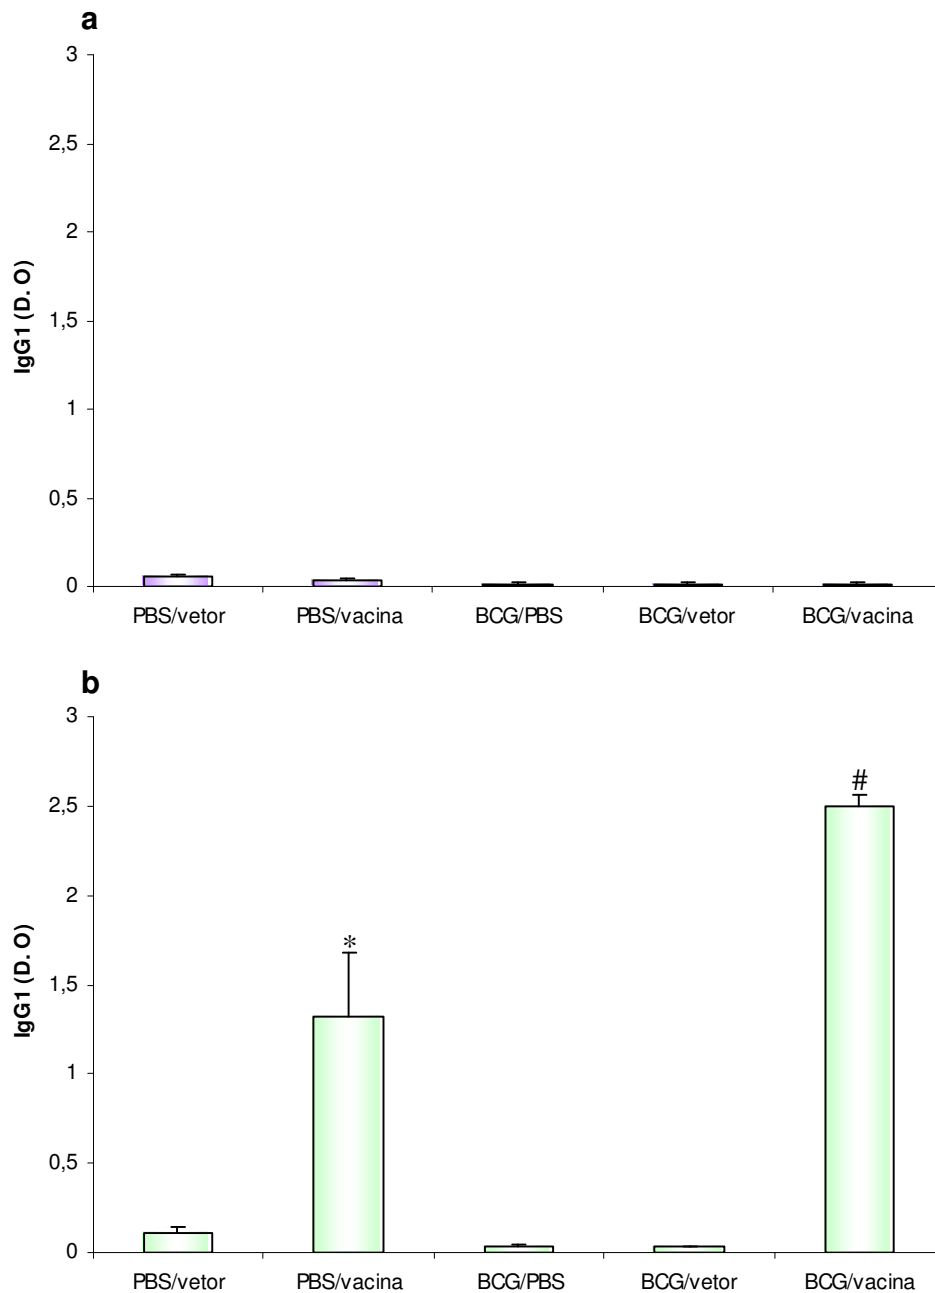 a
3
2,5
2
1,5
1
0,5
0
IgG1 (D. O)
PBS/vetor PBS/vacina BCG/PBS BCG/vetor BCG/vacina
b
3
#
2,5
2
*
1,5
1
0,5
0
IgG1 (D. O)
PBS/vetor PBS/vacina BCG/PBS BCG/vetor BCG/vacina